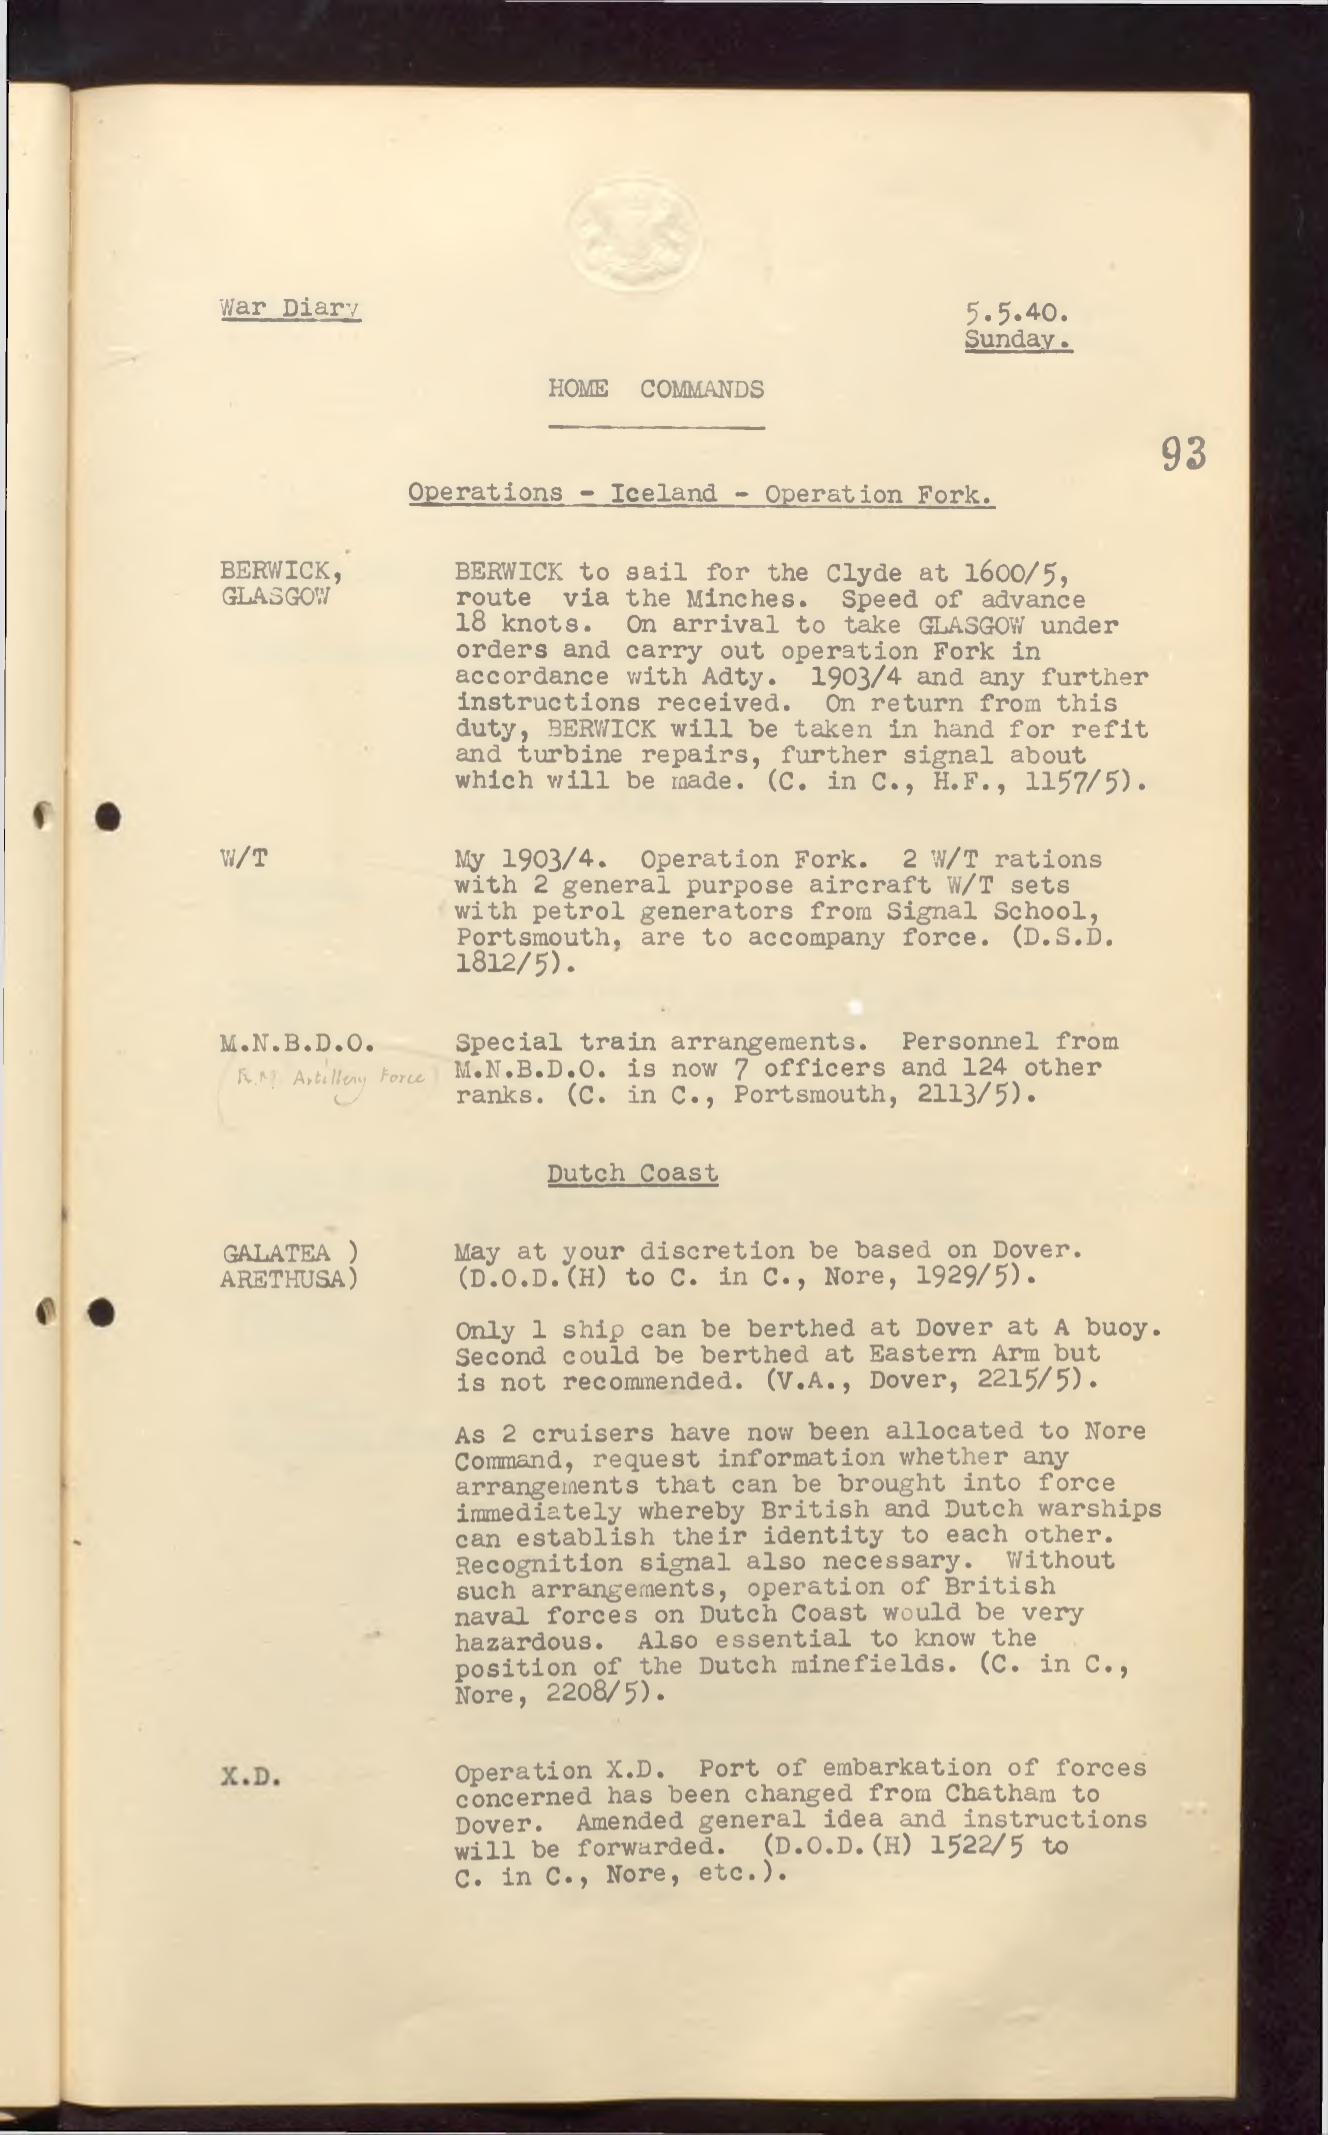 War Diary
5.5.40.
Sunday.
HOME COMMANDS
93
Operations - Iceland - Operation Fork.
BERWICK,
GLASGOW
BERWICK to sail for the Clyde at 1600/5,
route via the Minches. Speed of advance
18 knots. On arrival to take GLASGOW under
orders and carry out operation Fork in
accordance with Adty. 1903/4 and any further
instructions received. On return from this
duty, BERWICK will be taken in hand for refit
and turbine repairs, further signal about
which will be made. (C. in C., H.F., 1157/5).
W/T
My 1903/4. Operation Fork. 2 W/T rations
with 2 general purpose aircraft W/T sets
with petrol generators from Signal School,
Portsmouth, are to accompany force. (D.S.D.
1812/5).
M.N.B.D.O.
(R.M. Artillery Force)
Special train arrangements. Personnel from
M.N.B.D.O. is now 7 officers and 124 other
ranks. (C. in C., Portsmouth, 2113/5).
Dutch Coast
GALATEA )
ARETHUSA)
May at your discretion be based on Dover.
(D.O.D.(H) to C. in C., Nore, 1929/5).
Only 1 ship can be berthed at Dover at A buoy.
Second could be berthed at Eastern Arm but
is not recommended. (V.A., Dover, 2215/5).
As 2 cruisers have now been allocated to Nore
Command, request information whether any
arrangements that can be brought into force
immediately whereby British and Dutch warships
can establish their identity to each other.
Recognition signal also necessary. Without
such arrangements, operation of British
naval forces on Dutch Coast would be very
hazardous. Also essential to know the
position of the Dutch minefields. (C. in C.,
Nore, 2208/5).
X.D.
Operation X.D. Port of embarkation of forces
concerned has been changed from Chatham to
Dover. Amended general idea and instructions
will be forwarded. (D.O.D.(H) 1522/5 to
C. in C., Nore, etc.).